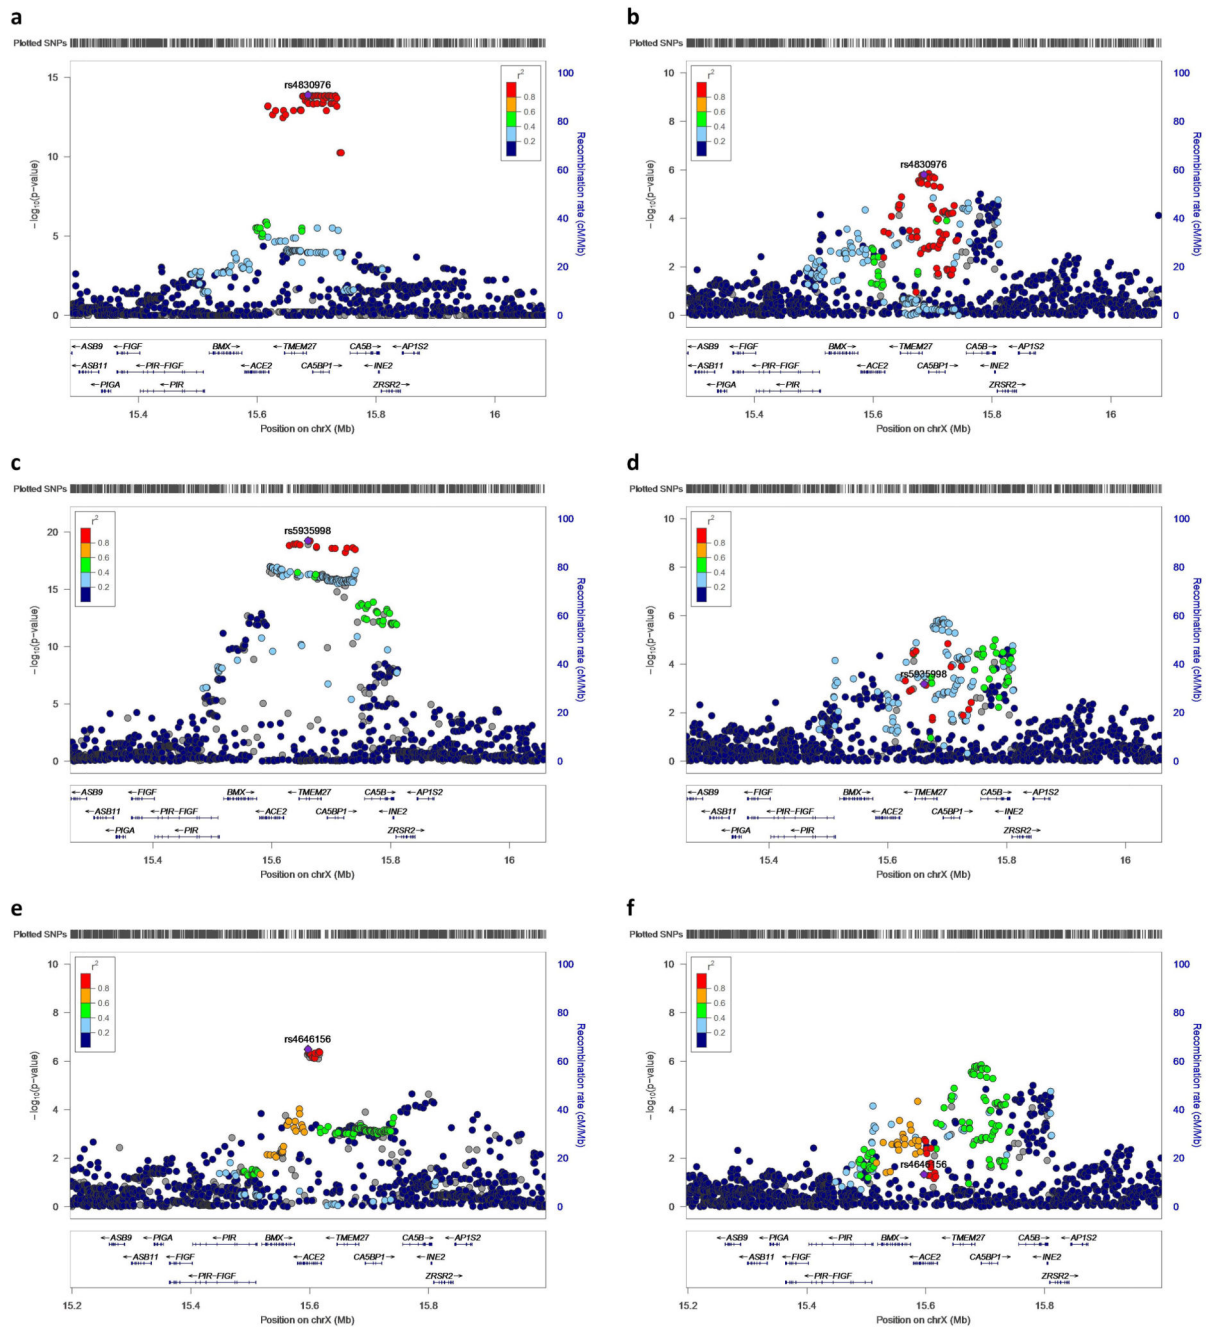 a
Plotted SNPs
15
10
5
0
−log10(p-value)
rs4830976
r2
0.8
0.6
0.4
0.2
100
80
60
40
20
0
Recombination rate (cM/Mb)
←ASB9 ←FIGF BMX→ ←TMEM27 CA5B→ ←AP1S2
←ASB11 ←PIR−FIGF ←ACE2 CA5BP1→ ←INE2
←PIGA ←PIR ZRSR2→
15.4 15.6 15.8 16
Position on chrX (Mb)
b
Plotted SNPs
10
8
6
4
2
0
−log10(p-value)
rs4830976
r2
0.8
0.6
0.4
0.2
100
80
60
40
20
0
Recombination rate (cM/Mb)
←ASB9 ←FIGF BMX→ ←TMEM27 CA5B→ ←AP1S2
←ASB11 ←PIR−FIGF ←ACE2 CA5BP1→ ←INE2
←PIGA ←PIR ZRSR2→
15.4 15.6 15.8 16
Position on chrX (Mb)
c
Plotted SNPs
20
15
10
5
0
−log10(p-value)
rs5935998
r2
0.8
0.6
0.4
0.2
100
80
60
40
20
0
Recombination rate (cM/Mb)
←ASB9 ←FIGF BMX→ ←TMEM27 CA5B→ ←AP1S2
←ASB11 ←PIR−FIGF ←ACE2 CA5BP1→ ←INE2
←PIGA ←PIR ZRSR2→
15.4 15.6 15.8 16
Position on chrX (Mb)
d
Plotted SNPs
10
8
6
4
2
0
−log10(p-value)
rs5935998
r2
0.8
0.6
0.4
0.2
100
80
60
40
20
0
Recombination rate (cM/Mb)
←ASB9 ←FIGF BMX→ ←TMEM27 CA5B→ ←AP1S2
←ASB11 ←PIR−FIGF ←ACE2 CA5BP1→ ←INE2
←PIGA ←PIR ZRSR2→
15.4 15.6 15.8 16
Position on chrX (Mb)
e
Plotted SNPs
10
8
6
4
2
0
−log10(p-value)
rs4646156
r2
0.8
0.6
0.4
0.2
100
80
60
40
20
0
Recombination rate (cM/Mb)
←ASB9 ←PIGA ←PIR BMX→ ←TMEM27 CA5B→ ←AP1S2
←ASB11 ←FIGF ←ACE2 CA5BP1→ ←INE2
←PIR−FIGF ZRSR2→
15.2 15.4 15.6 15.8
Position on chrX (Mb)
f
Plotted SNPs
10
8
6
4
2
0
−log10(p-value)
rs4646156
r2
0.8
0.6
0.4
0.2
100
80
60
40
20
0
Recombination rate (cM/Mb)
←ASB9 ←PIGA ←PIR BMX→ ←TMEM27 CA5B→ ←AP1S2
←ASB11 ←FIGF ←ACE2 CA5BP1→ ←INE2
←PIR−FIGF ZRSR2→
15.2 15.4 15.6 15.8
Position on chrX (Mb)